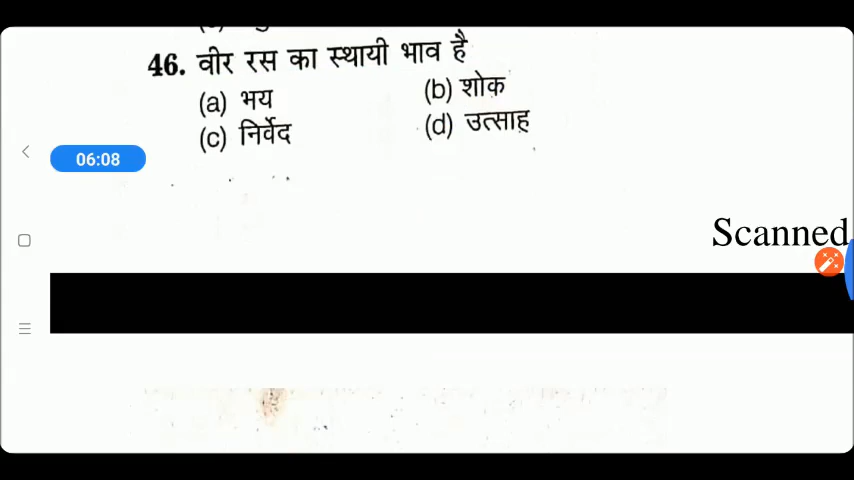 46. वीर रस का स्थायी भाव है
(a) भय (b) शोक
(c) निर्वेद (d) उत्साह
06:08
Scanned